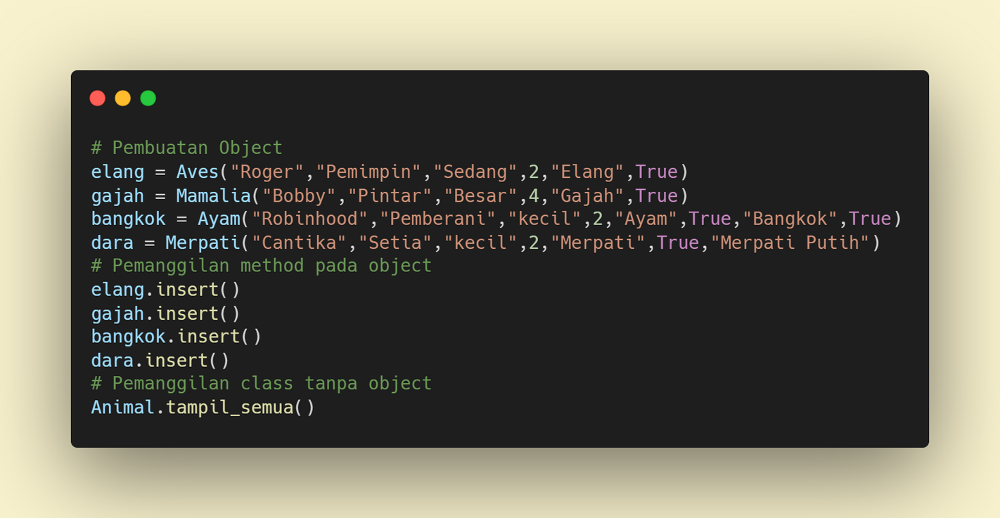 # Pembuatan Object
elang = Aves("Roger","Pemimpin","Sedang",2,"Elang",True)
gajah = Mamalia("Bobby","Pintar","Besar",4,"Gajah",True)
bangkok = Ayam("Robinhood","Pemberani","kecil",2,"Ayam",True,"Bangkok",True)
dara = Merpati("Cantika","Setia","kecil",2,"Merpati",True,"Merpati Putih")
# Pemanggilan method pada object
elang.insert()
gajah.insert()
bangkok.insert()
dara.insert()
# Pemanggilan class tanpa object
Animal.tampil_semua()